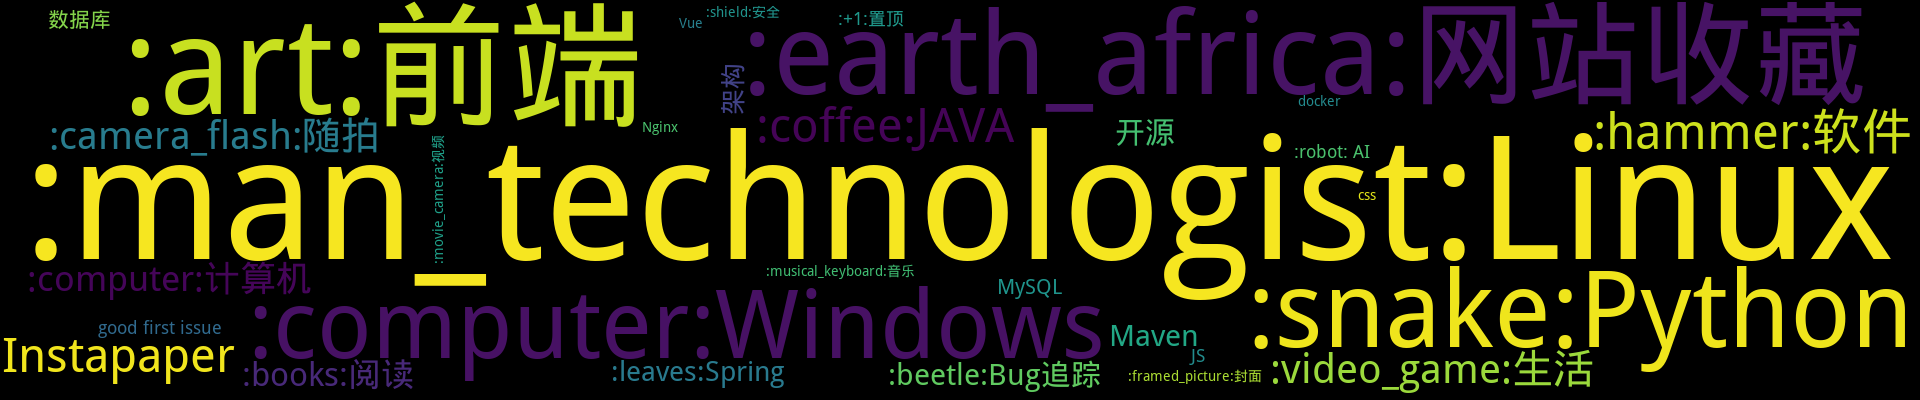 数据库
:art:前端
Vue
:shield:安全
:+1:置顶
:earth_africa:网站收藏
架构
docker
:camera_flash:随拍
Nginx
:coffee:JAVA
开源
:hammer:软件
:robot: AI
:movie_camera:视频
:man_technologist:Linux
css
:computer:计算机
:musical_keyboard:音乐
MySQL
:computer:Windows
:snake:Python
good first issue
Instapaper
Maven
JS
:books:阅读
:leaves:Spring
:beetle:Bug追踪
:framed_picture:封面
:video_game:生活